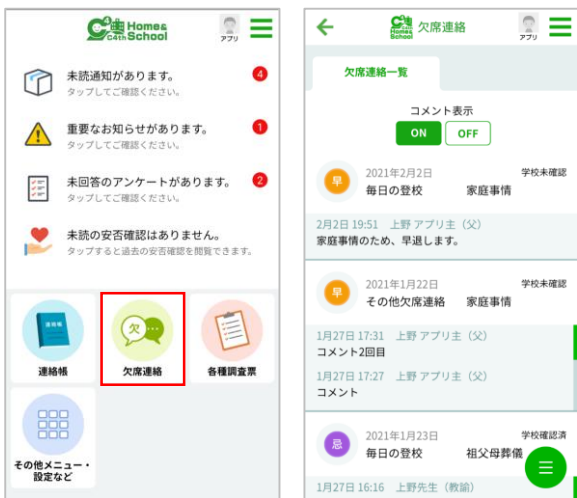 C4th Home& School
アプリ
未読通知があります。
4
タップしてご確認ください。
重要なお知らせがあります。
1
タップしてご確認ください。
未回答のアンケートがあります。
2
タップしてご確認ください。
未読の安否確認はありません。
タップすると過去の安否確認を閲覧できます。
連絡帳
連絡帳
欠
欠席連絡
各種調査票
その他メニュー・
設定など
C4th Home& School
欠席連絡
アプリ
欠席連絡一覧
コメント表示
ON OFF
早
2021年2月2日 学校未確認
毎日の登校 家庭事情
2月2日 19:51 上野 アプリ主（父）
家庭事情のため、早退します。
早
2021年1月22日 学校未確認
その他欠席連絡 家庭事情
1月27日 17:31 上野 アプリ主（父）
コメント2回目
1月27日 17:27 上野 アプリ主（父）
コメント
忌
2021年1月23日 学校確認済
毎日の登校 祖父母葬儀
1月27日 16:16 上野先生（教諭）